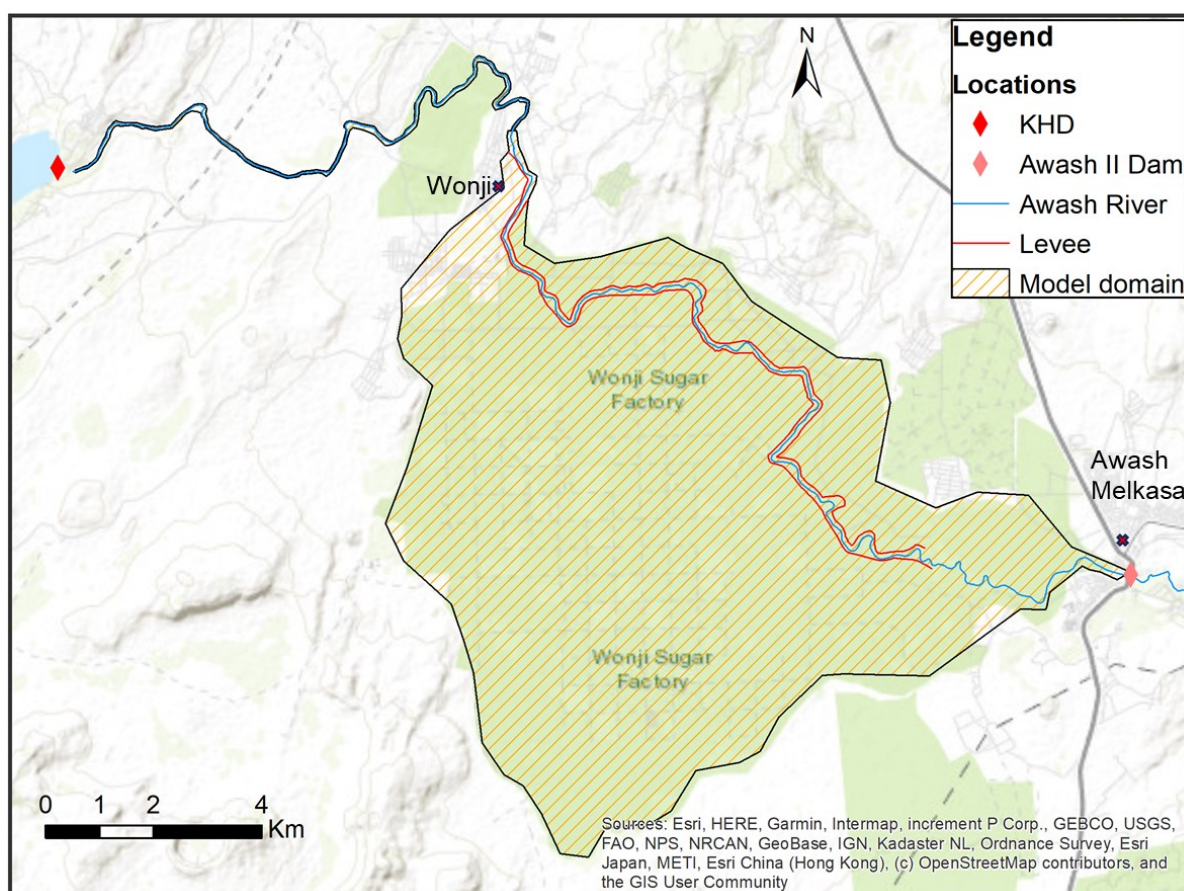 N
Legend
Locations
KHD
Awash II Dam
Awash River
Levee
Model domain
Wonji
Wonji Sugar
Factory
Awash
Melkasa
Wonji Sugar
Factory
0 1 2 4
Km
Sources: Esri, HERE, Garmin, Intermap, increment P Corp., GEBCO, USGS,
FAO, NPS, NRCAN, GeoBase, IGN, Kadaster NL, Ordnance Survey, Esri
Japan, METI, Esri China (Hong Kong), (c) OpenStreetMap contributors, and
the GIS User Community